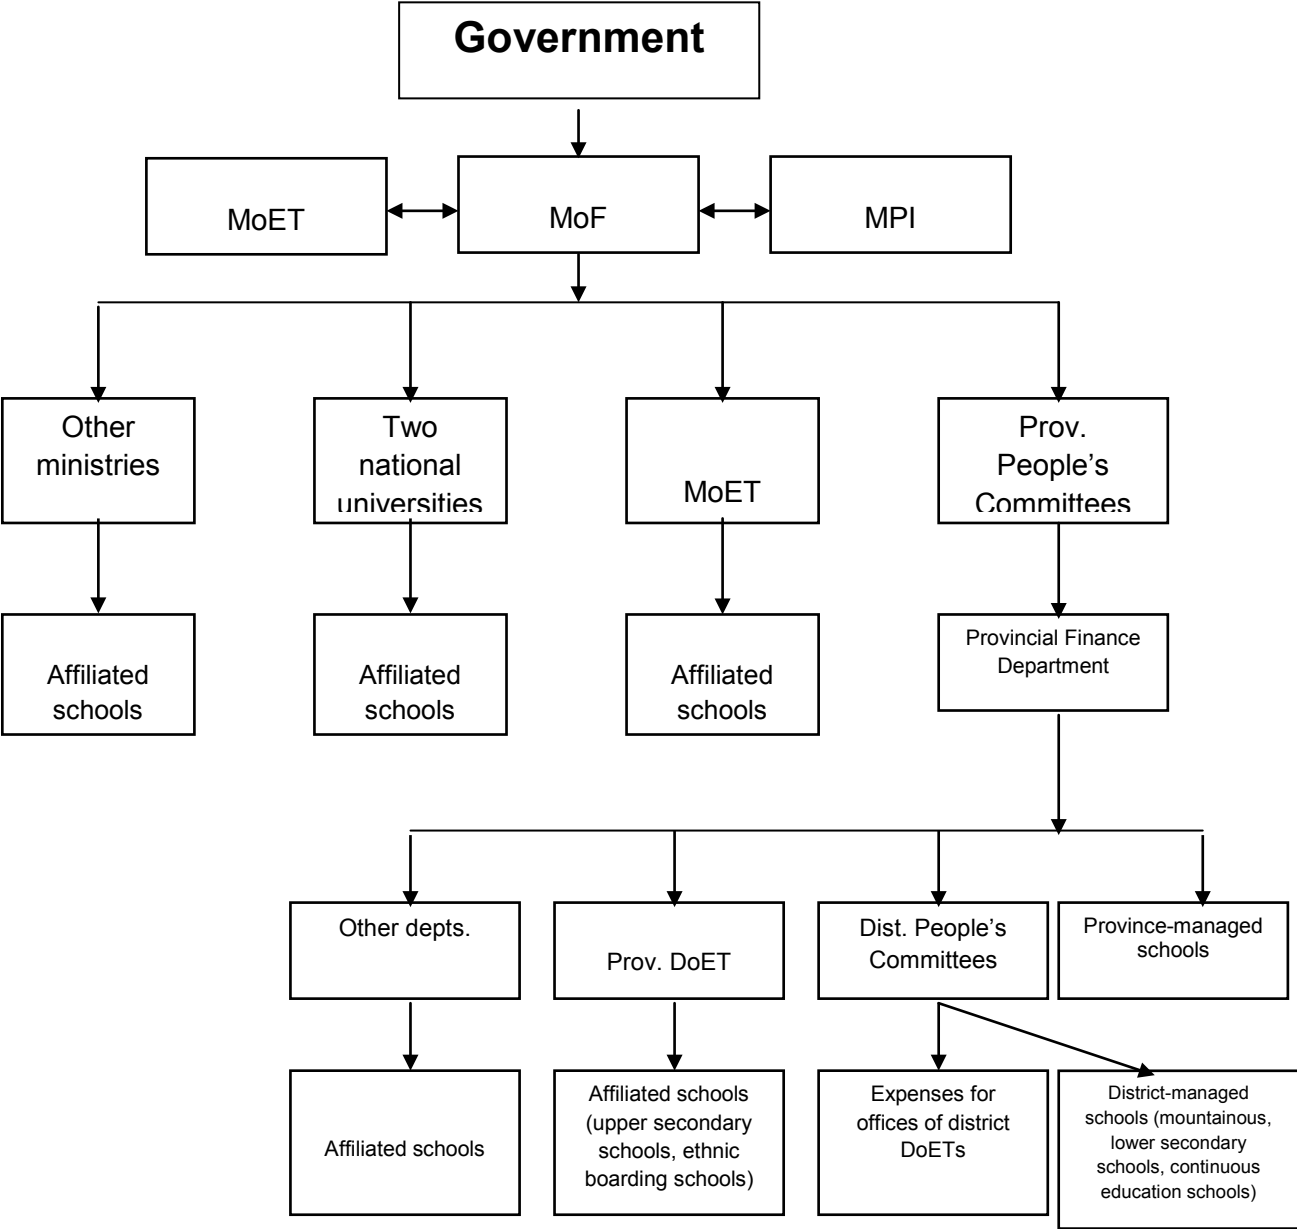 Government
MoET
MoF
MPI
Other
ministries
Two
national
universities
MoET
Prov.
People's
Committees
Affiliated
schools
Affiliated
schools
Affiliated
schools
Provincial Finance
Department
Other depts.
Prov. DoET
Dist. People's
Committees
Province-managed
schools
Affiliated schools
Affiliated schools
(upper secondary
schools, ethnic
boarding schools)
Expenses for
offices of district
DoETs
District-managed
schools (mountainous,
lower secondary
schools, continuous
education schools)